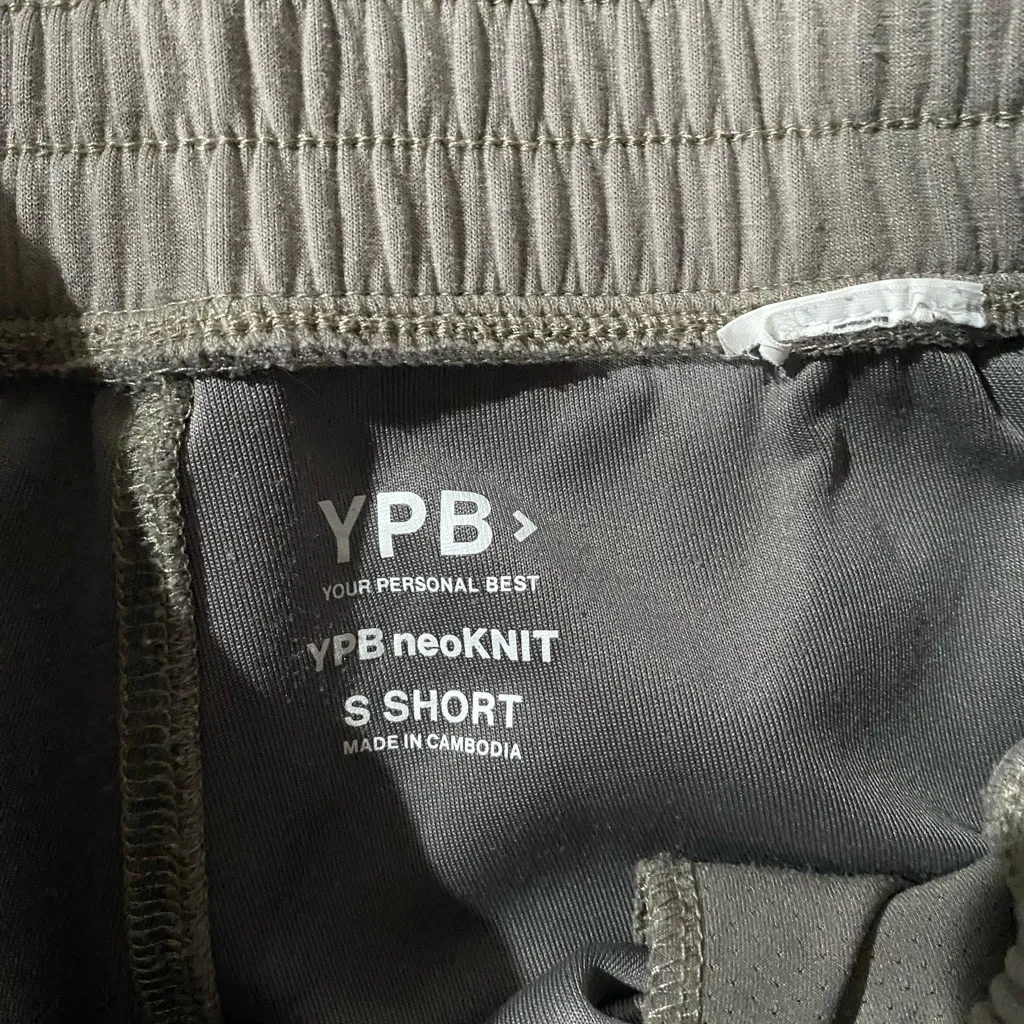 YPB>
YOUR PERSONAL BEST
YPB neoKNIT
S SHORT
MADE IN CAMBODIA